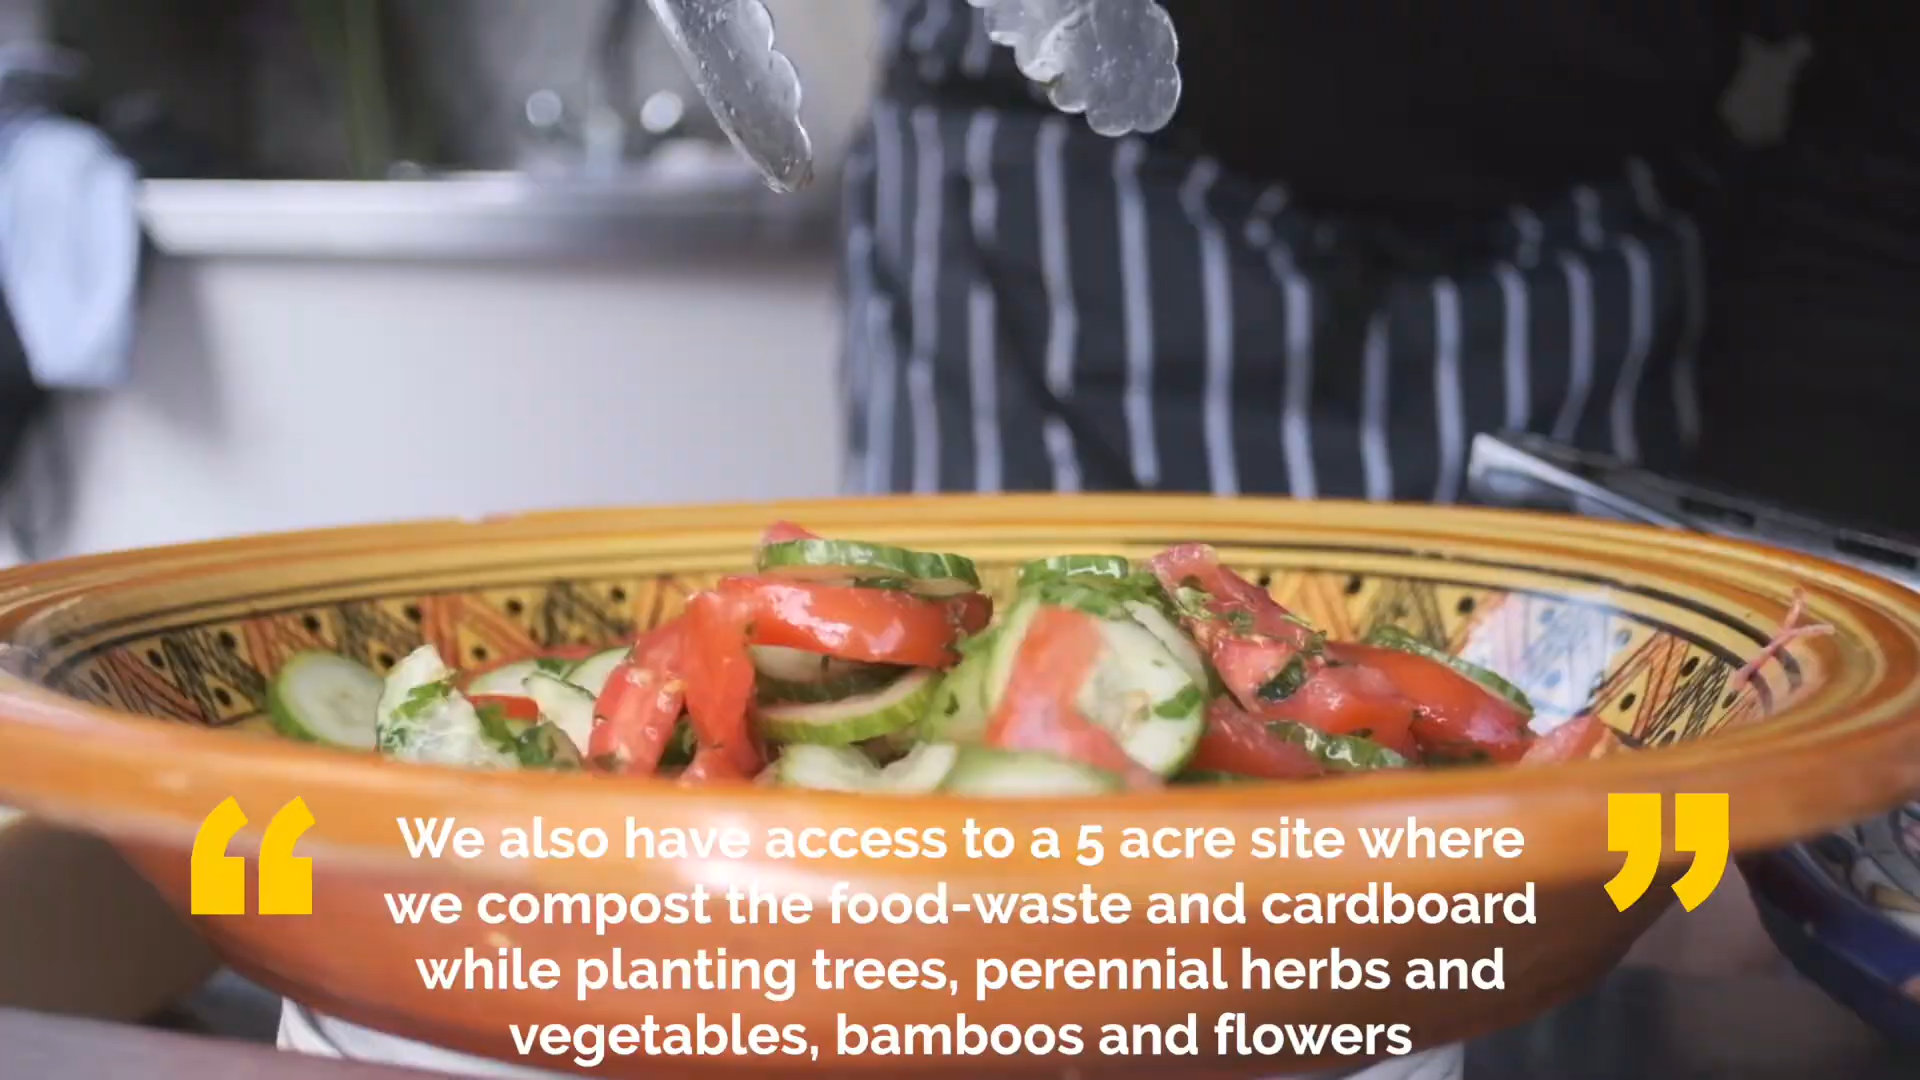 “ We also have access to a 5 acre site where ”
we compost the food-waste and cardboard
while planting trees, perennial herbs and
vegetables, bamboos and flowers